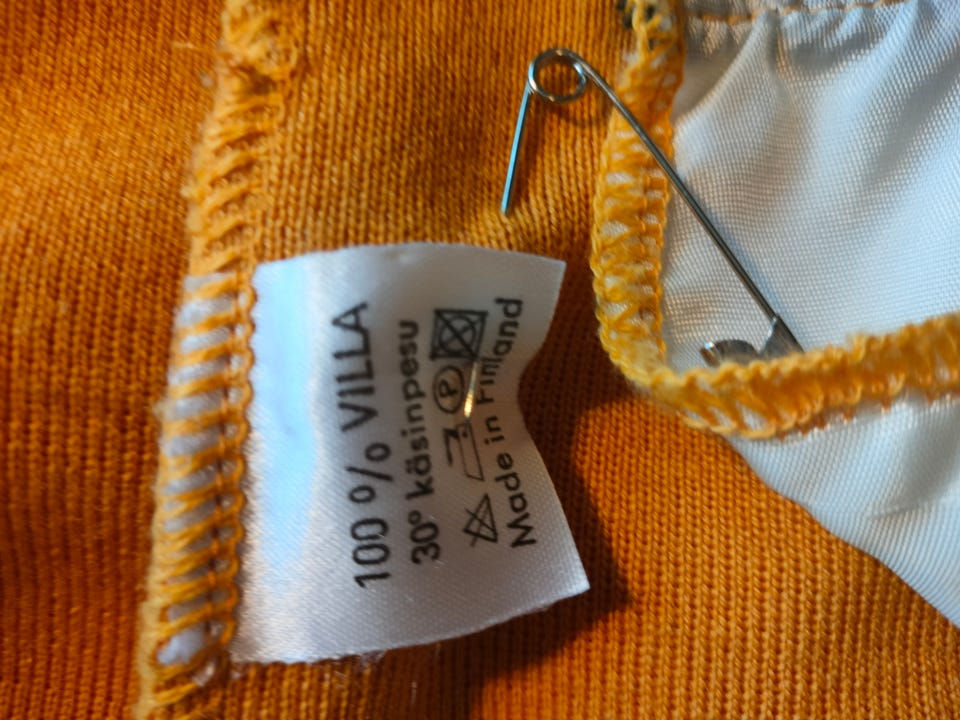 100 % VILLA
30° käsinpesu
P
Made in Finland